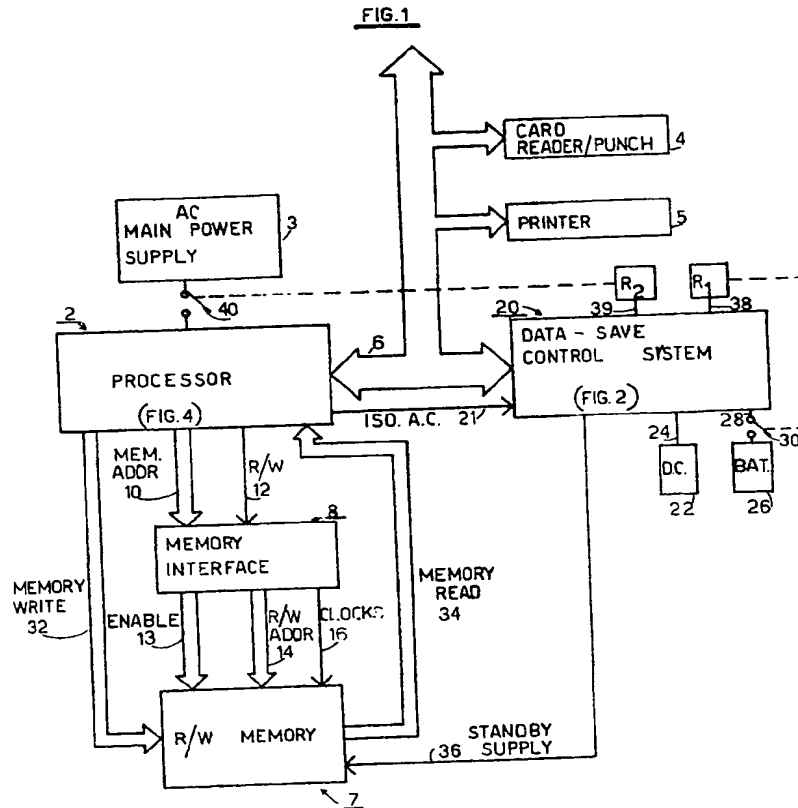 FIG.1
CARD
READER/PUNCH
4
AC
MAIN POWER
SUPPLY
3
PRINTER
5
R2
R1
40
39
38
2
6
20
DATA - SAVE
CONTROL SYSTEM
(FIG.2)
PROCESSOR
(FIG.4)
ISO. A.C. 21
24
28
30
D.C.
22
BAT.
26
MEM.
ADDR
10
R/W
12
8
MEMORY
INTERFACE
MEMORY
WRITE
32
ENABLE
13
R/W
ADDR
14
CLOCKS
16
MEMORY
READ
34
R/W MEMORY
7
STANDBY
SUPPLY
36